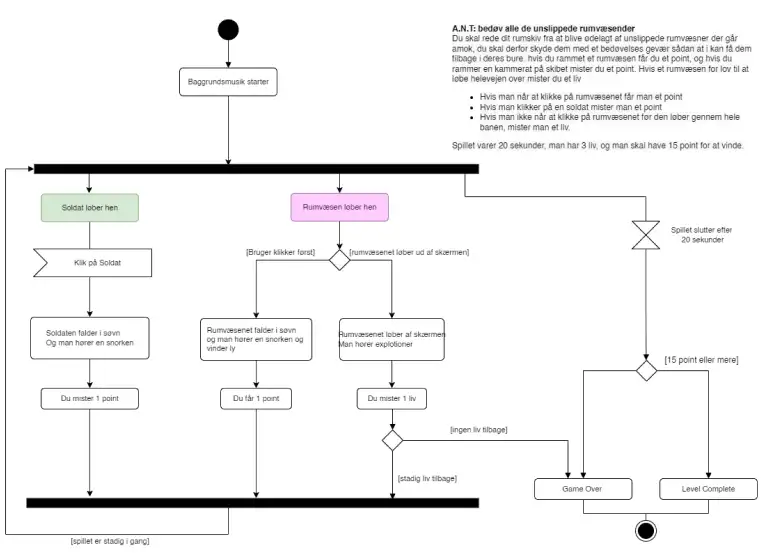 A.N.T: bedøv alle de unslippede rumvæsender
Du skal rede dit rumskiv fra at blive ødelagt af unslippede rumvæsner der går
amok, du skal derfor skyde dem med et bedøvelses gevær sådan at i kan få dem
tilbage i deres bure. hvis du rammet et rumvæsen får du et point, og hvis du
rammer en kammerat på skibet mister du et point. Hvis et rumvæsen får lov til at
løbe helevejen over mister du et liv
• Hvis man når at klikke på rumvæsenet får man et point
• Hvis man klikker på en soldat mister man et point
• Hvis man ikke når at klikke på rumvæsenet før den løber gennem hele
banen, mister man et liv.
Spillet varer 20 sekunder, man har 3 liv, og man skal have 15 point for at vinde.
Baggrundsmusik starter
Soldat løber hen
Rumvæsen løber hen
Spillet slutter efter
20 sekunder
[Bruger klikker først]
[rumvæsenet løber ud af skærmen]
Klik på Soldat
Soldaten falder i søvn
Og man hører en snorken
Rumvæsenet falder i søvn
og man hører en snorken og
vinder ly
Rumvæsenet løber af skærmen
Man hører explotioner
[15 point eller mere]
Du mister 1 point
Du får 1 point
Du mister 1 liv
[ingen liv tilbage]
[stadig liv tilbage]
Game Over
Level Complete
[spillet er stadig i gang]